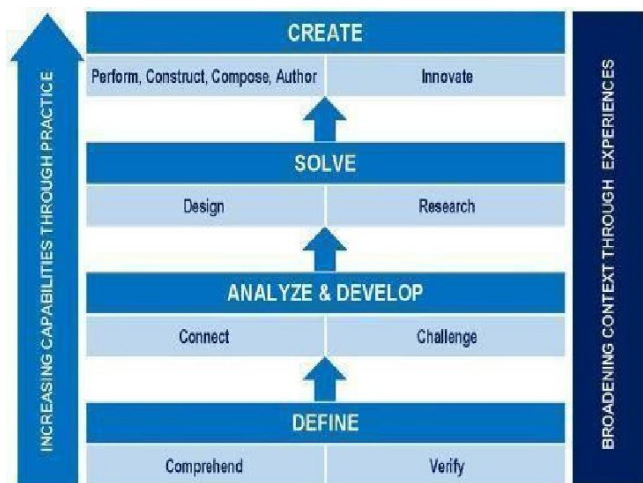 INCREASING CAPABILITIES THROUGH PRACTICE
CREATE
Perform, Construct, Compose, Author
Innovate
SOLVE
Design
Research
ANALYZE & DEVELOP
Connect
Challenge
DEFINE
Comprehend
Verify
BROADENING CONTEXT THROUGH EXPERIENCES